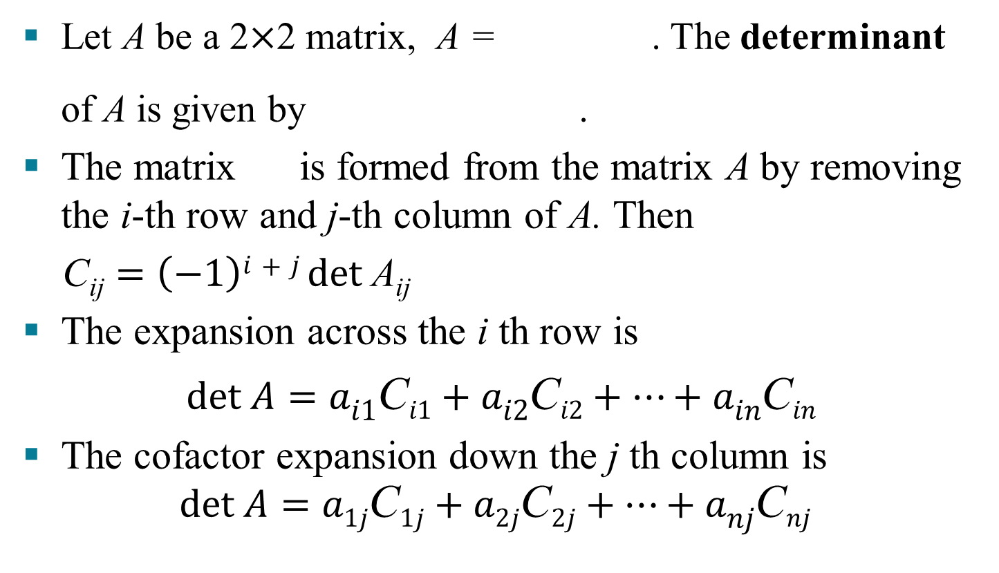 ▪ Let A be a 2×2 matrix, A = . The determinant
of A is given by .
▪ The matrix is formed from the matrix A by removing
the i-th row and j-th column of A. Then
C_{ij} = (−1)^{i + j} det A_{ij}
▪ The expansion across the i th row is
det A = a_{i1}C_{i1} + a_{i2}C_{i2} + ⋯ + a_{in}C_{in}
▪ The cofactor expansion down the j th column is
det A = a_{1j}C_{1j} + a_{2j}C_{2j} + ⋯ + a_{nj}C_{nj}